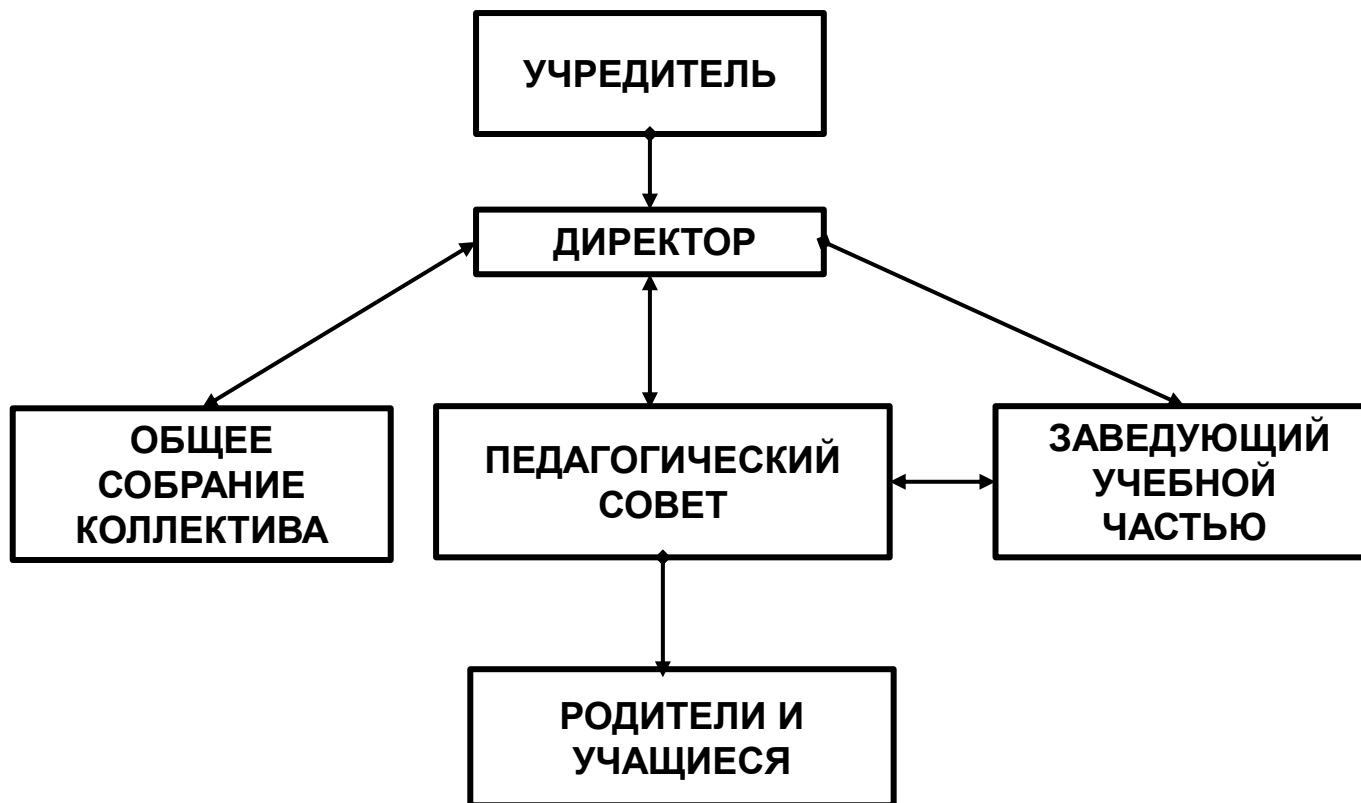 УЧРЕДИТЕЛЬ
ДИРЕКТОР
ОБЩЕЕ
СОБРАНИЕ
КОЛЛЕКТИВА
ПЕДАГОГИЧЕСКИЙ
СОВЕТ
ЗАВЕДУЮЩИЙ
УЧЕБНОЙ
ЧАСТЬЮ
РОДИТЕЛИ И
УЧАЩИЕСЯ